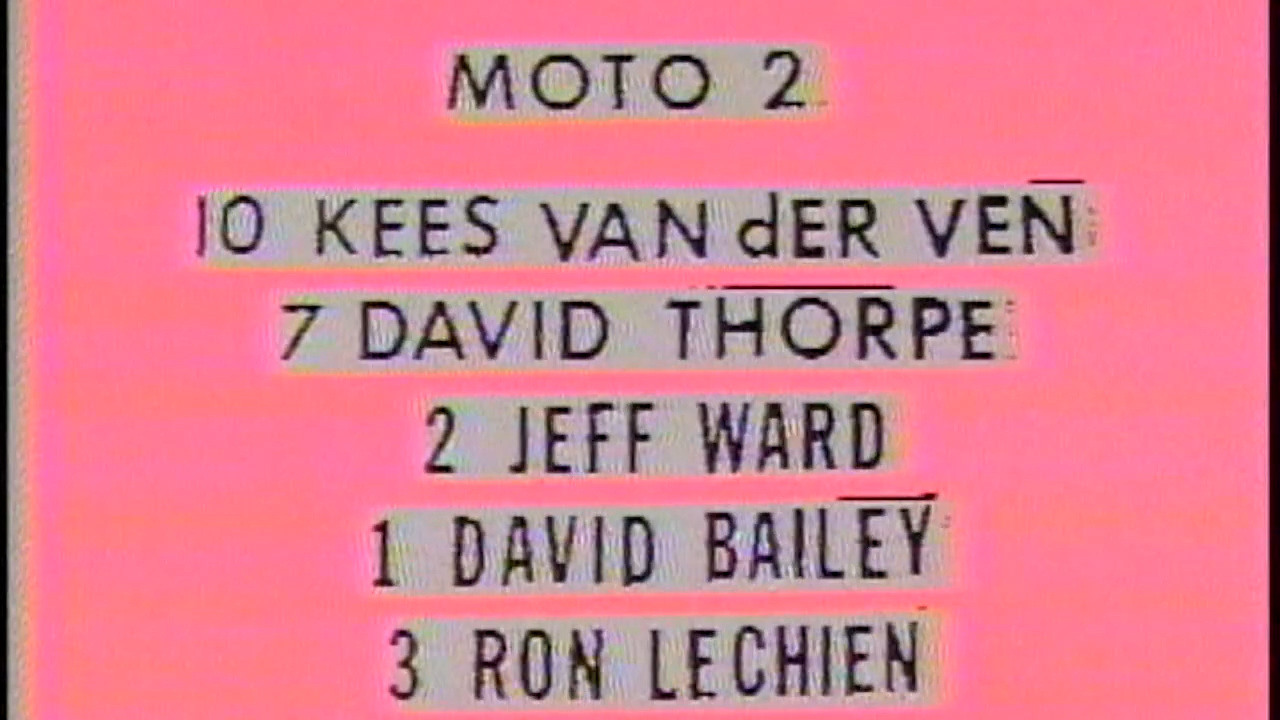 MOTO 2
10 KEES VAN dER VEN
7 DAVID THORPE
2 JEFF WARD
1 DAVID BAILEY
3 RON LECHIEN